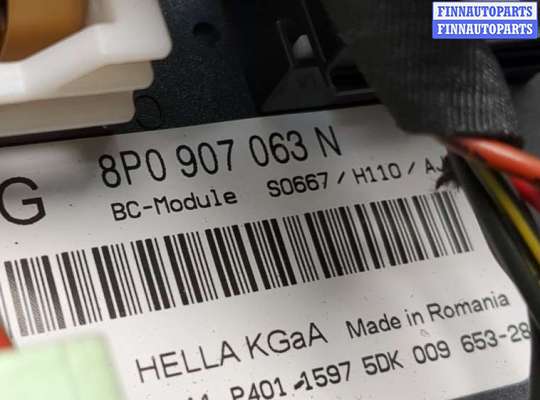 FINNAUTOPARTS
FINNAUTOPARTS
G 8P0 907 063 N
BC-Module S0667 / H110 /
HELLA KGaA Made in Romania
P401 1597 5DK 009 653-28